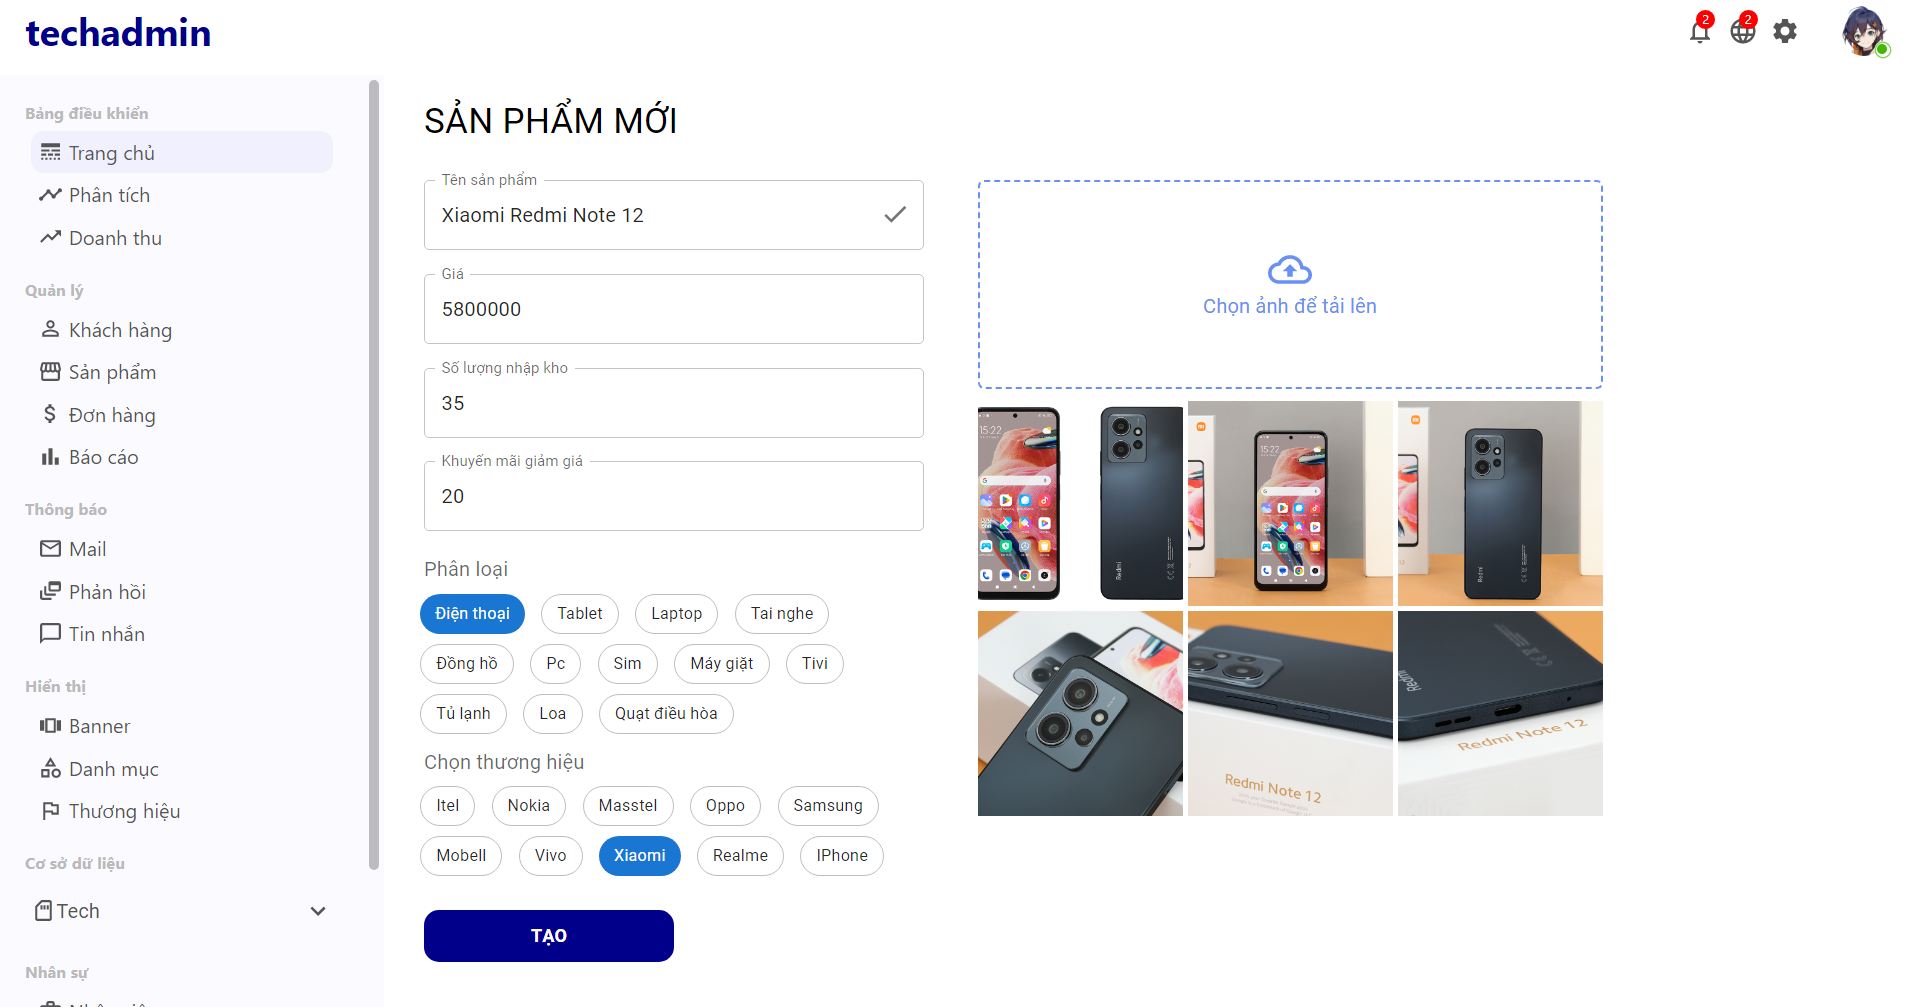 techadmin
2
2
Bảng điều khiển
Trang chủ
Phân tích
Doanh thu
Quản lý
Khách hàng
Sản phẩm
Đơn hàng
Báo cáo
Thông báo
Mail
Phản hồi
Tin nhắn
Hiển thị
Banner
Danh mục
Thương hiệu
Cơ sở dữ liệu
Tech
Nhân sự
SẢN PHẨM MỚI
Tên sản phẩm
Xiaomi Redmi Note 12
Giá
5800000
Số lượng nhập kho
35
Khuyến mãi giảm giá
20
Phân loại
Điện thoại Tablet Laptop Tai nghe
Đồng hồ Pc Sim Máy giặt Tivi
Tủ lạnh Loa Quạt điều hòa
Chọn thương hiệu
Itel Nokia Masstel Oppo Samsung
Mobell Vivo Xiaomi Realme IPhone
TẠO
Chọn ảnh để tải lên
15:22
Redmi
15:22
Redmi
Redmi Note 12
Redmi
Redmi Note 12